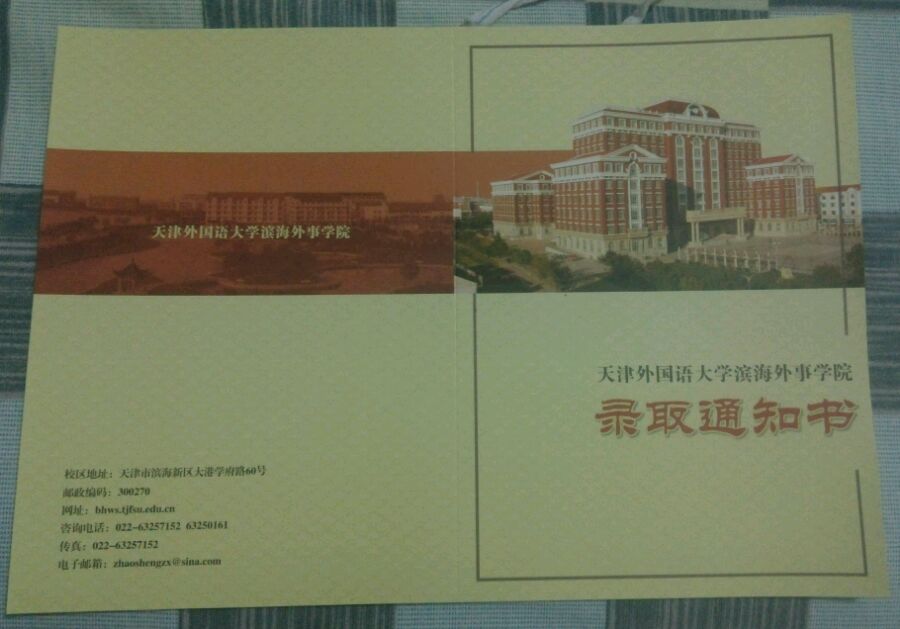 天津外国语大学滨海外事学院
校区地址：天津市滨海新区大港学府路60号
邮政编码：300270
网址：bhws.tjfsu.edu.cn
咨询电话：022-63257152 63250161
传真：022-63257152
电子邮箱：zhaoshengzx@sina.com
天津外国语大学滨海外事学院
录取通知书